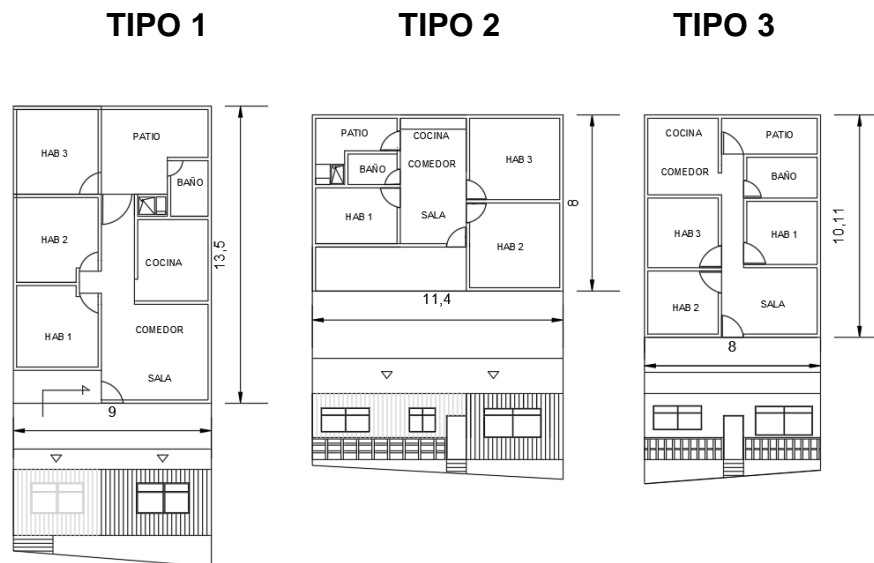 TIPO 1
TIPO 2
TIPO 3
HAB 3
PATIO
BAÑO
HAB 2
COCINA
HAB 1
COMEDOR
SALA
13,5
9
PATIO
COCINA
BAÑO
COMEDOR
HAB 3
HAB 1
SALA
HAB 2
8
11,4
COCINA
PATIO
COMEDOR
BAÑO
HAB 3
HAB 1
HAB 2
SALA
10,11
8